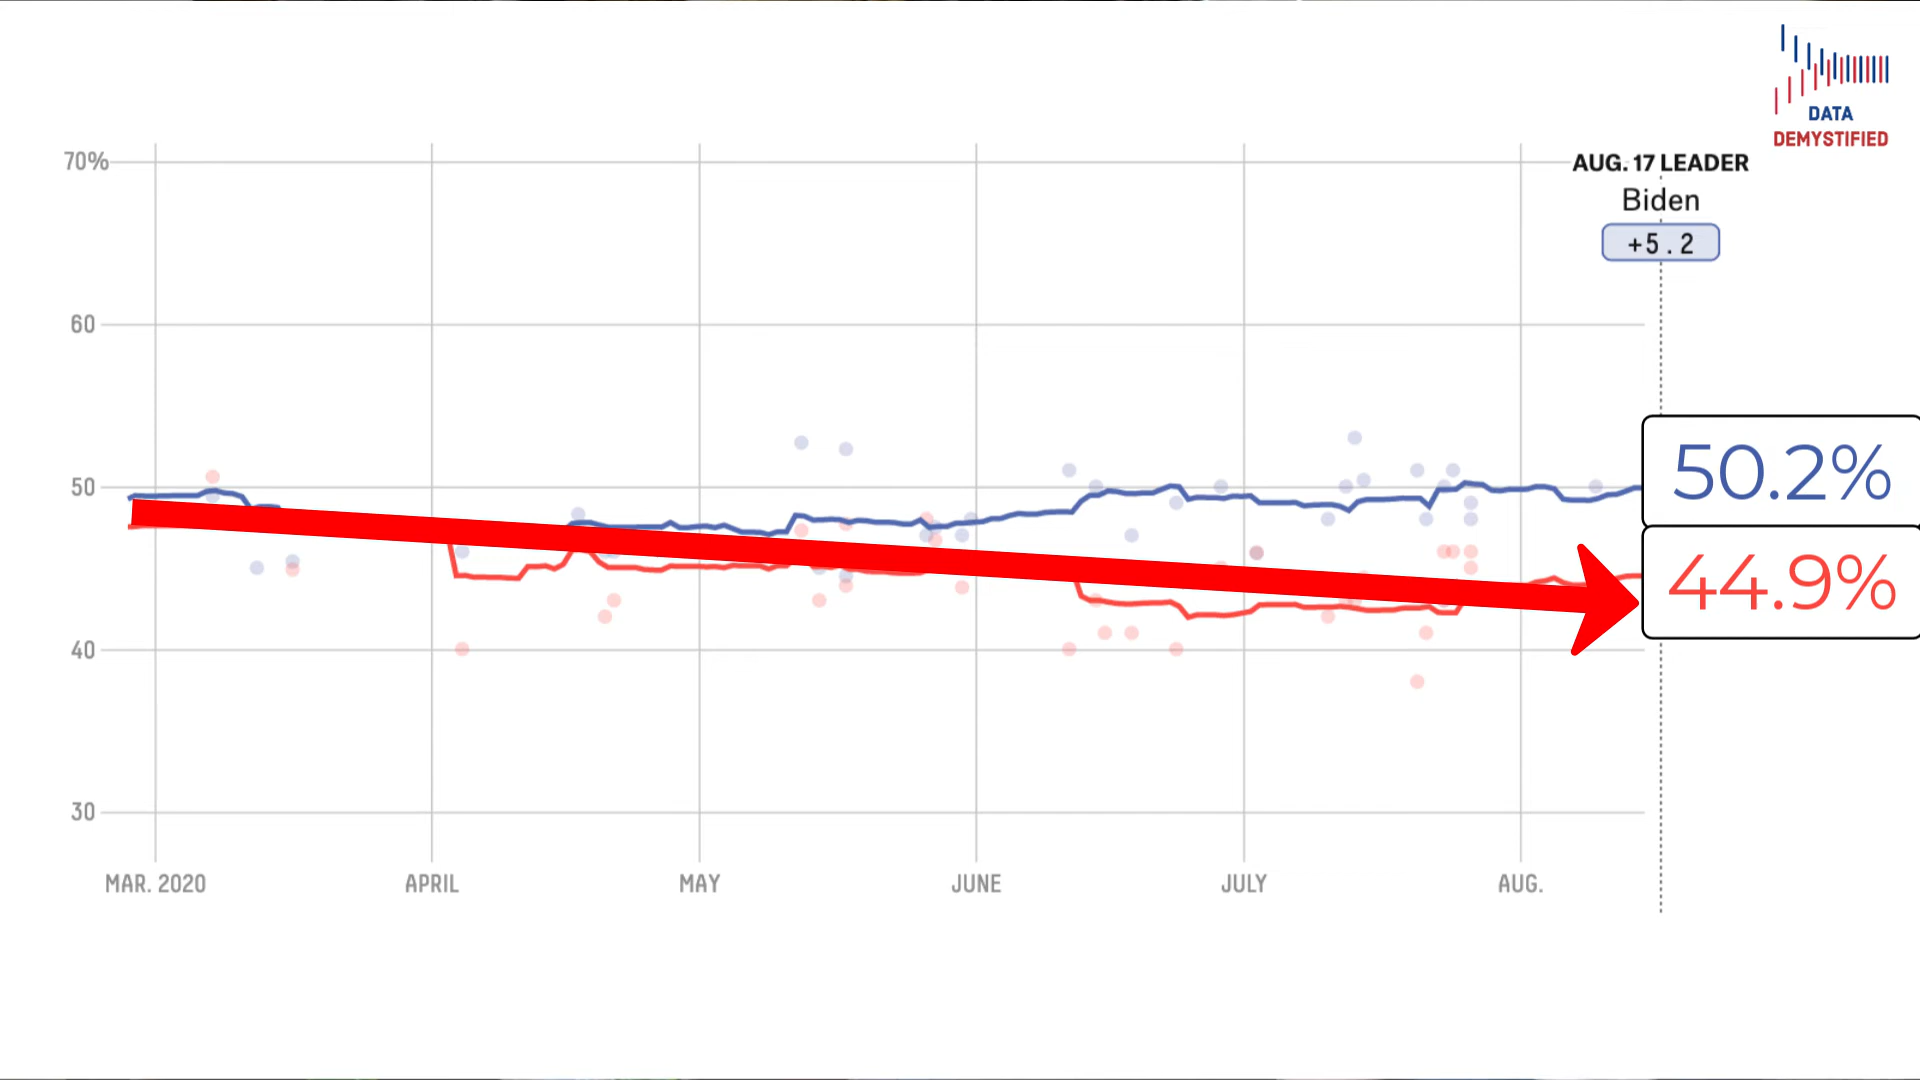 DATA
DEMYSTIFIED
70%
AUG. 17 LEADER
Biden
+5.2
60
50
50.2%
44.9%
40
30
MAR. 2020 APRIL MAY JUNE JULY AUG.